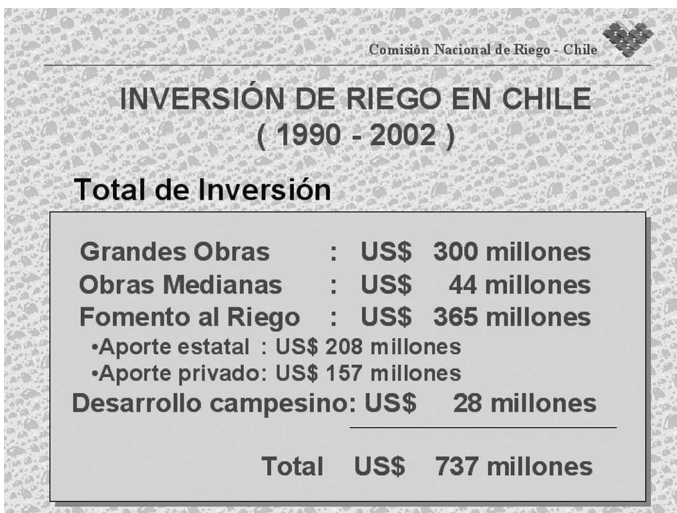 Comisión Nacional de Riego - Chile
INVERSIÓN DE RIEGO EN CHILE
( 1990 - 2002 )
Total de Inversión
Grandes Obras : US$ 300 millones
Obras Medianas : US$ 44 millones
Fomento al Riego : US$ 365 millones
•Aporte estatal : US$ 208 millones
•Aporte privado: US$ 157 millones
Desarrollo campesino: US$ 28 millones
Total US$ 737 millones